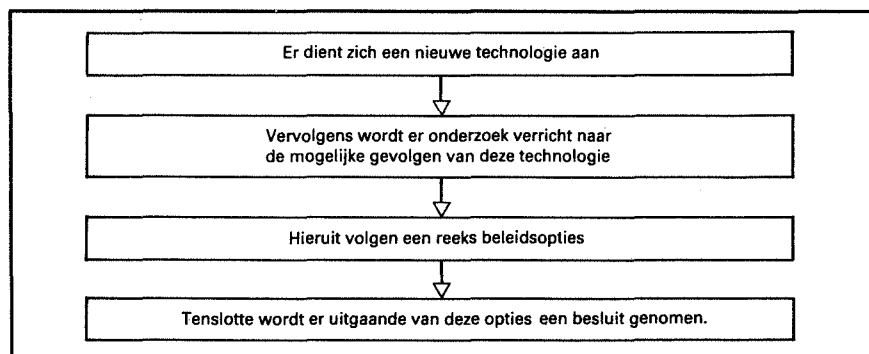 Er dient zich een nieuwe technologie aan
Vervolgens wordt er onderzoek verricht naar
de mogelijke gevolgen van deze technologie
Hieruit volgen een reeks beleidsopties
Tenslotte wordt er uitgaande van deze opties een besluit genomen.